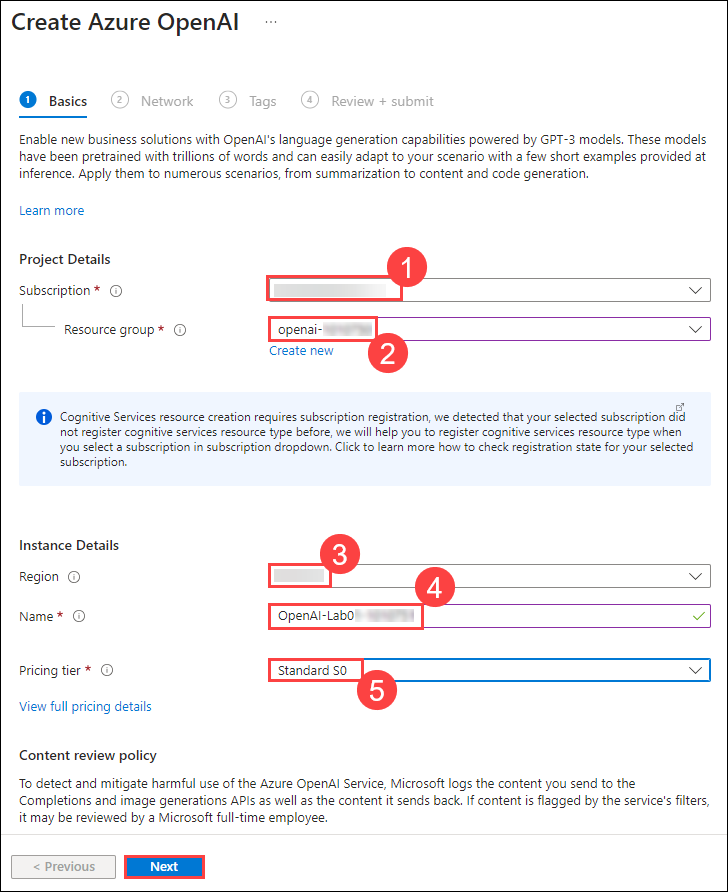 Create Azure OpenAI ...
1 Basics 2 Network 3 Tags 4 Review + submit
Enable new business solutions with OpenAI's language generation capabilities powered by GPT-3 models. These models
have been pretrained with trillions of words and can easily adapt to your scenario with a few short examples provided at
inference. Apply them to numerous scenarios, from summarization to content and code generation.
Learn more
Project Details
1
Subscription *
Resource group * openai-
Create new
2
Cognitive Services resource creation requires subscription registration, we detected that your selected subscription did
not register cognitive services resource type before, we will help you to register cognitive services resource type when
you select a subscription in subscription dropdown. Click to learn more how to check registration state for your selected
subscription.
Instance Details
3
Region
4
Name * OpenAI-Lab0
Pricing tier * Standard S0
5
View full pricing details
Content review policy
To detect and mitigate harmful use of the Azure OpenAI Service, Microsoft logs the content you send to the
Completions and image generations APIs as well as the content it sends back. If content is flagged by the service's filters,
it may be reviewed by a Microsoft full-time employee.
< Previous Next